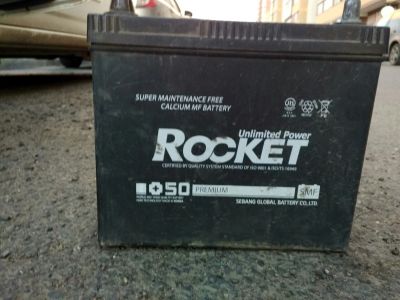 SUPER MAINTENANCE FREE
CALCIUM MF BATTERY
Unlimited Power
ROCKET
CERTIFIED BY QUALITY SYSTEM STANDARD OF ISO 9001 & ISO/TS 16949
50
PREMIUM
SMF
SEBANG GLOBAL BATTERY CO.,LTD.